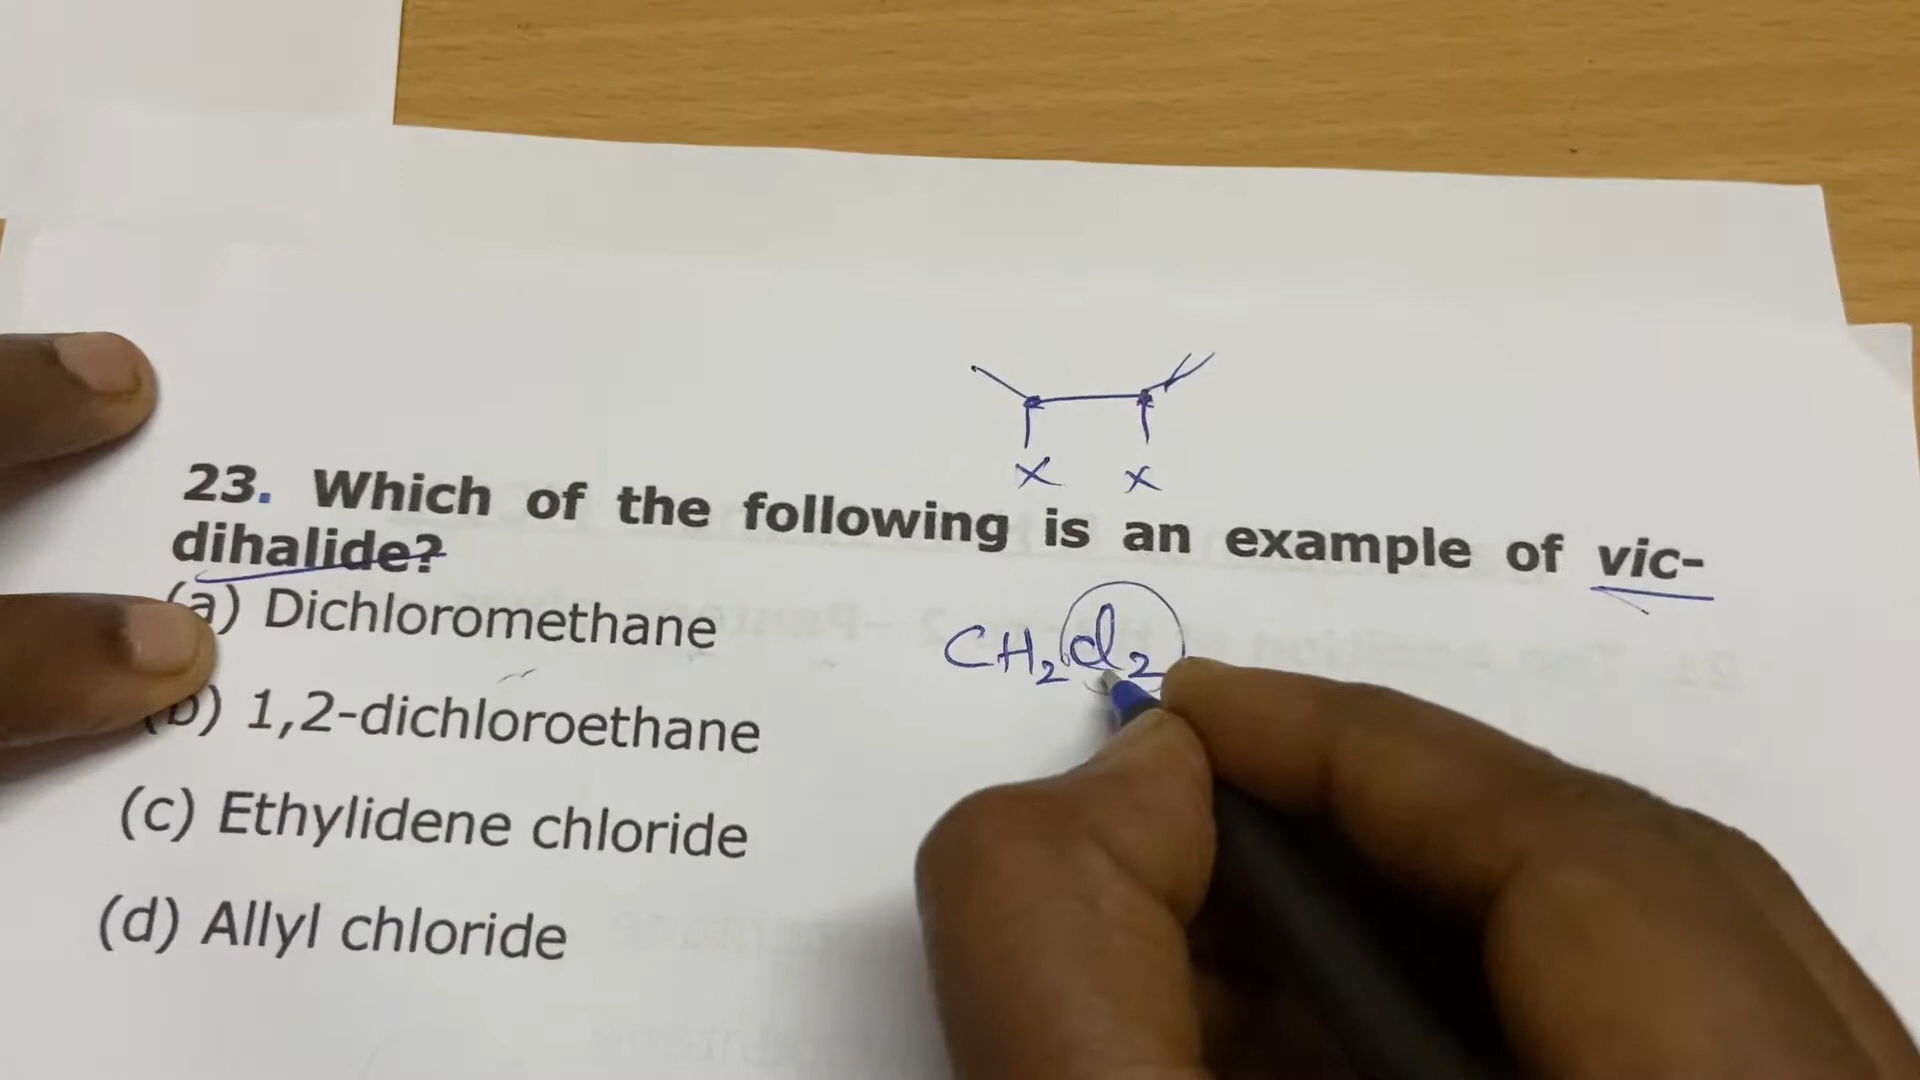 x x
23. Which of the following is an example of vic-
dihalide?
(a) Dichloromethane
CH₂Cl₂
(b) 1,2-dichloroethane
(c) Ethylidene chloride
(d) Allyl chloride